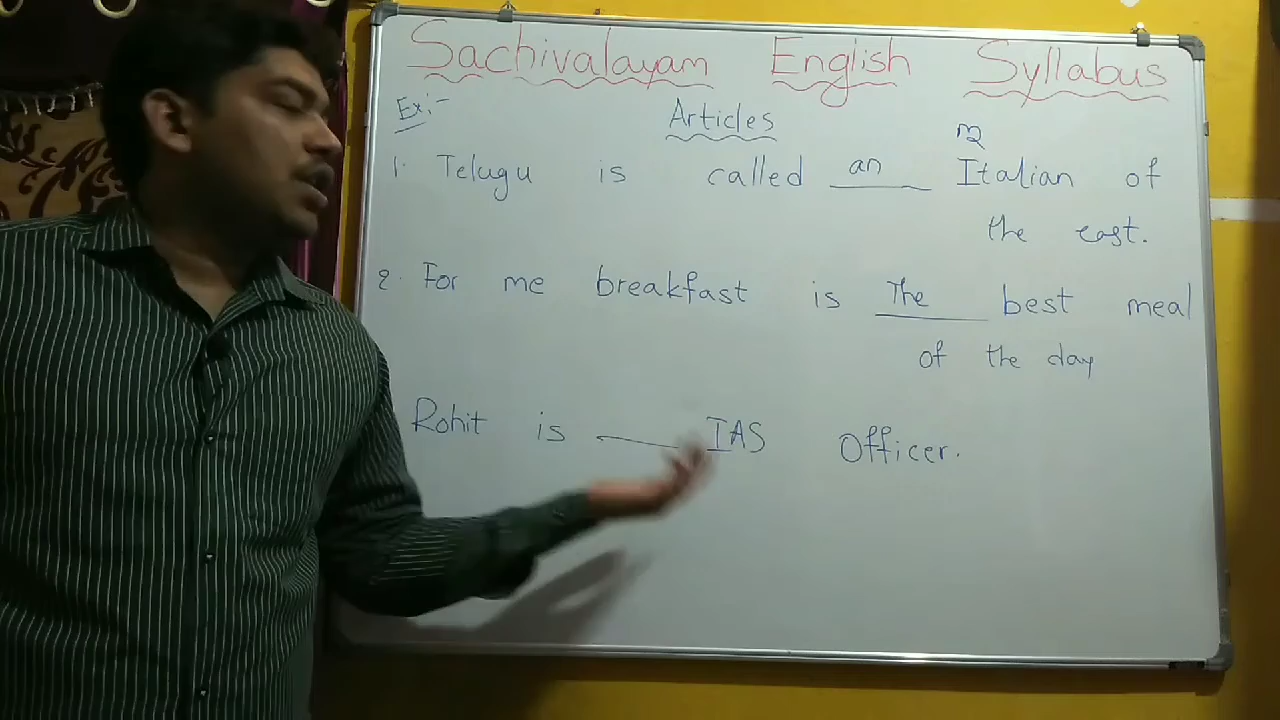 Sachivalayam English Syllabus
Ex:-
Articles
1. Telugu is called an Italian of
the east.
2. For me breakfast is The best meal
of the day
Rohit is ___ IAS Officer.